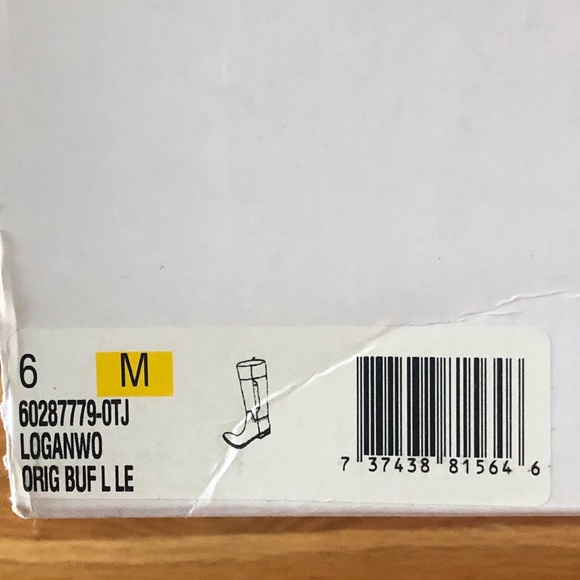 6 M
60287779-0TJ
LOGANWO
ORIG BUF L LE
7 37438 81564 6